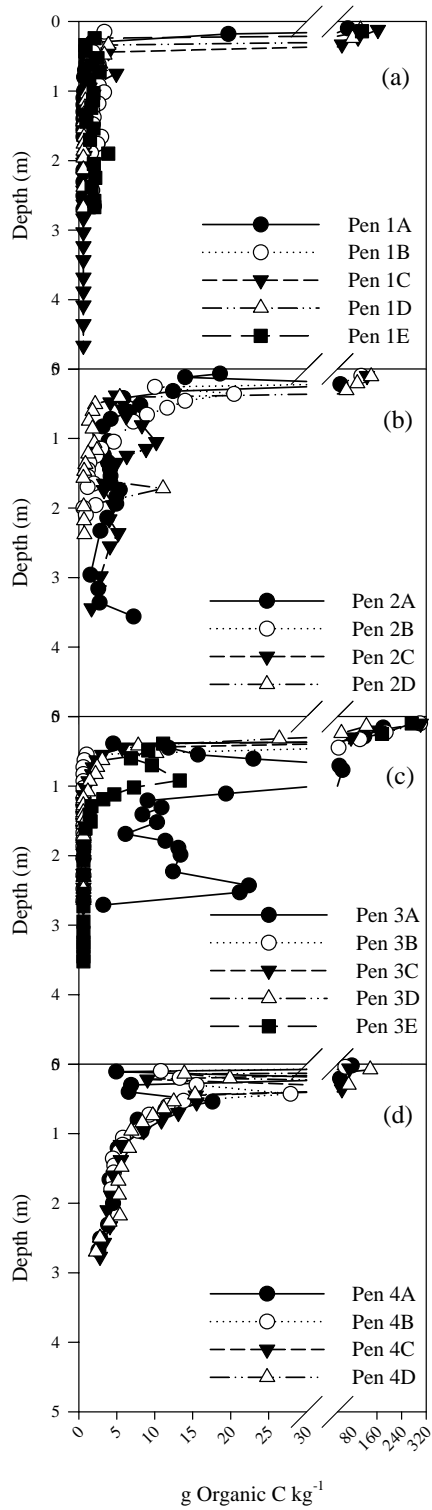 0
(a)
1
2
Depth (m)
3
Pen 1A
Pen 1B
4
Pen 1C
Pen 1D
Pen 1E
0
(b)
1
2
Depth (m)
3
Pen 2A
Pen 2B
4
Pen 2C
Pen 2D
0
(c)
1
2
Depth (m)
3
Pen 3A
Pen 3B
4
Pen 3C
Pen 3D
Pen 3E
0
(d)
1
2
Depth (m)
3
Pen 4A
Pen 4B
4
Pen 4C
Pen 4D
5
0 5 10 15 20 25 30 80 160 240 320
g Organic C kg⁻¹